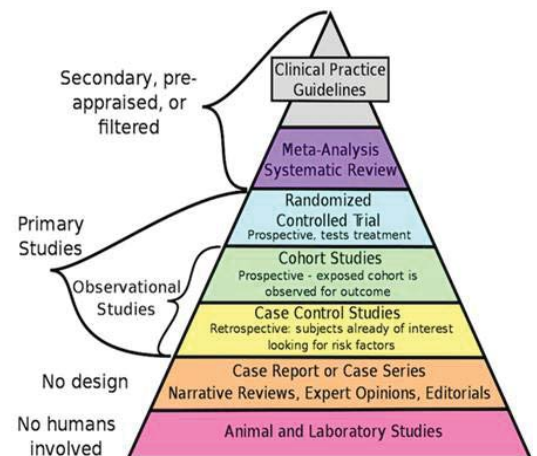 Secondary, pre-
appraised, or
filtered
Clinical Practice
Guidelines
Meta-Analysis
Systematic Review
Primary
Studies
Randomized
Controlled Trial
Prospective, tests treatment
Observational
Studies
Cohort Studies
Prospective - exposed cohort is
observed for outcome
Case Control Studies
Retrospective: subjects already of interest
looking for risk factors
No design
Case Report or Case Series
Narrative Reviews, Expert Opinions, Editorials
No humans
involved
Animal and Laboratory Studies